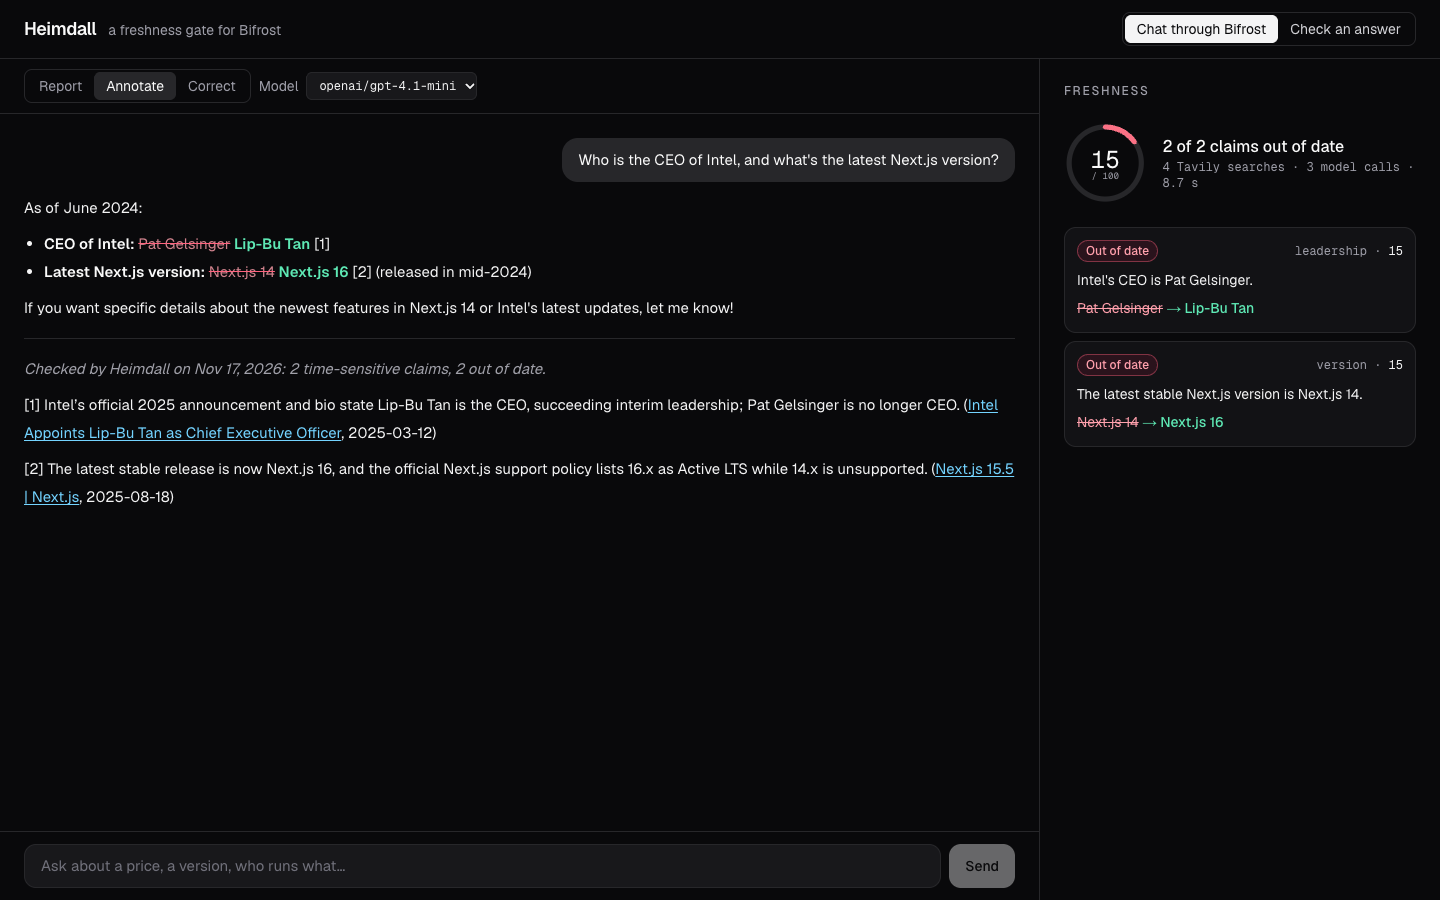 Heimdall a freshness gate for Bifrost
Chat through Bifrost Check an answer
Report Annotate Correct Model openai/gpt-4.1-mini
Who is the CEO of Intel, and what's the latest Next.js version?
As of June 2024:
• CEO of Intel: Pat Gelsinger Lip-Bu Tan [1]
• Latest Next.js version: Next.js 14 Next.js 16 [2] (released in mid-2024)
If you want specific details about the newest features in Next.js 14 or Intel's latest updates, let me know!
Checked by Heimdall on Nov 17, 2026: 2 time-sensitive claims, 2 out of date.
[1] Intel’s official 2025 announcement and bio state Lip-Bu Tan is the CEO, succeeding interim leadership; Pat Gelsinger is no longer CEO. (Intel
Appoints Lip-Bu Tan as Chief Executive Officer, 2025-03-12)
[2] The latest stable release is now Next.js 16, and the official Next.js support policy lists 16.x as Active LTS while 14.x is unsupported. (Next.js 15.5
| Next.js, 2025-08-18)
Ask about a price, a version, who runs what...
Send
FRESHNESS
15
/ 100
2 of 2 claims out of date
4 Tavily searches · 3 model calls ·
8.7 s
Out of date leadership · 15
Intel's CEO is Pat Gelsinger.
Pat Gelsinger → Lip-Bu Tan
Out of date version · 15
The latest stable Next.js version is Next.js 14.
Next.js 14 → Next.js 16